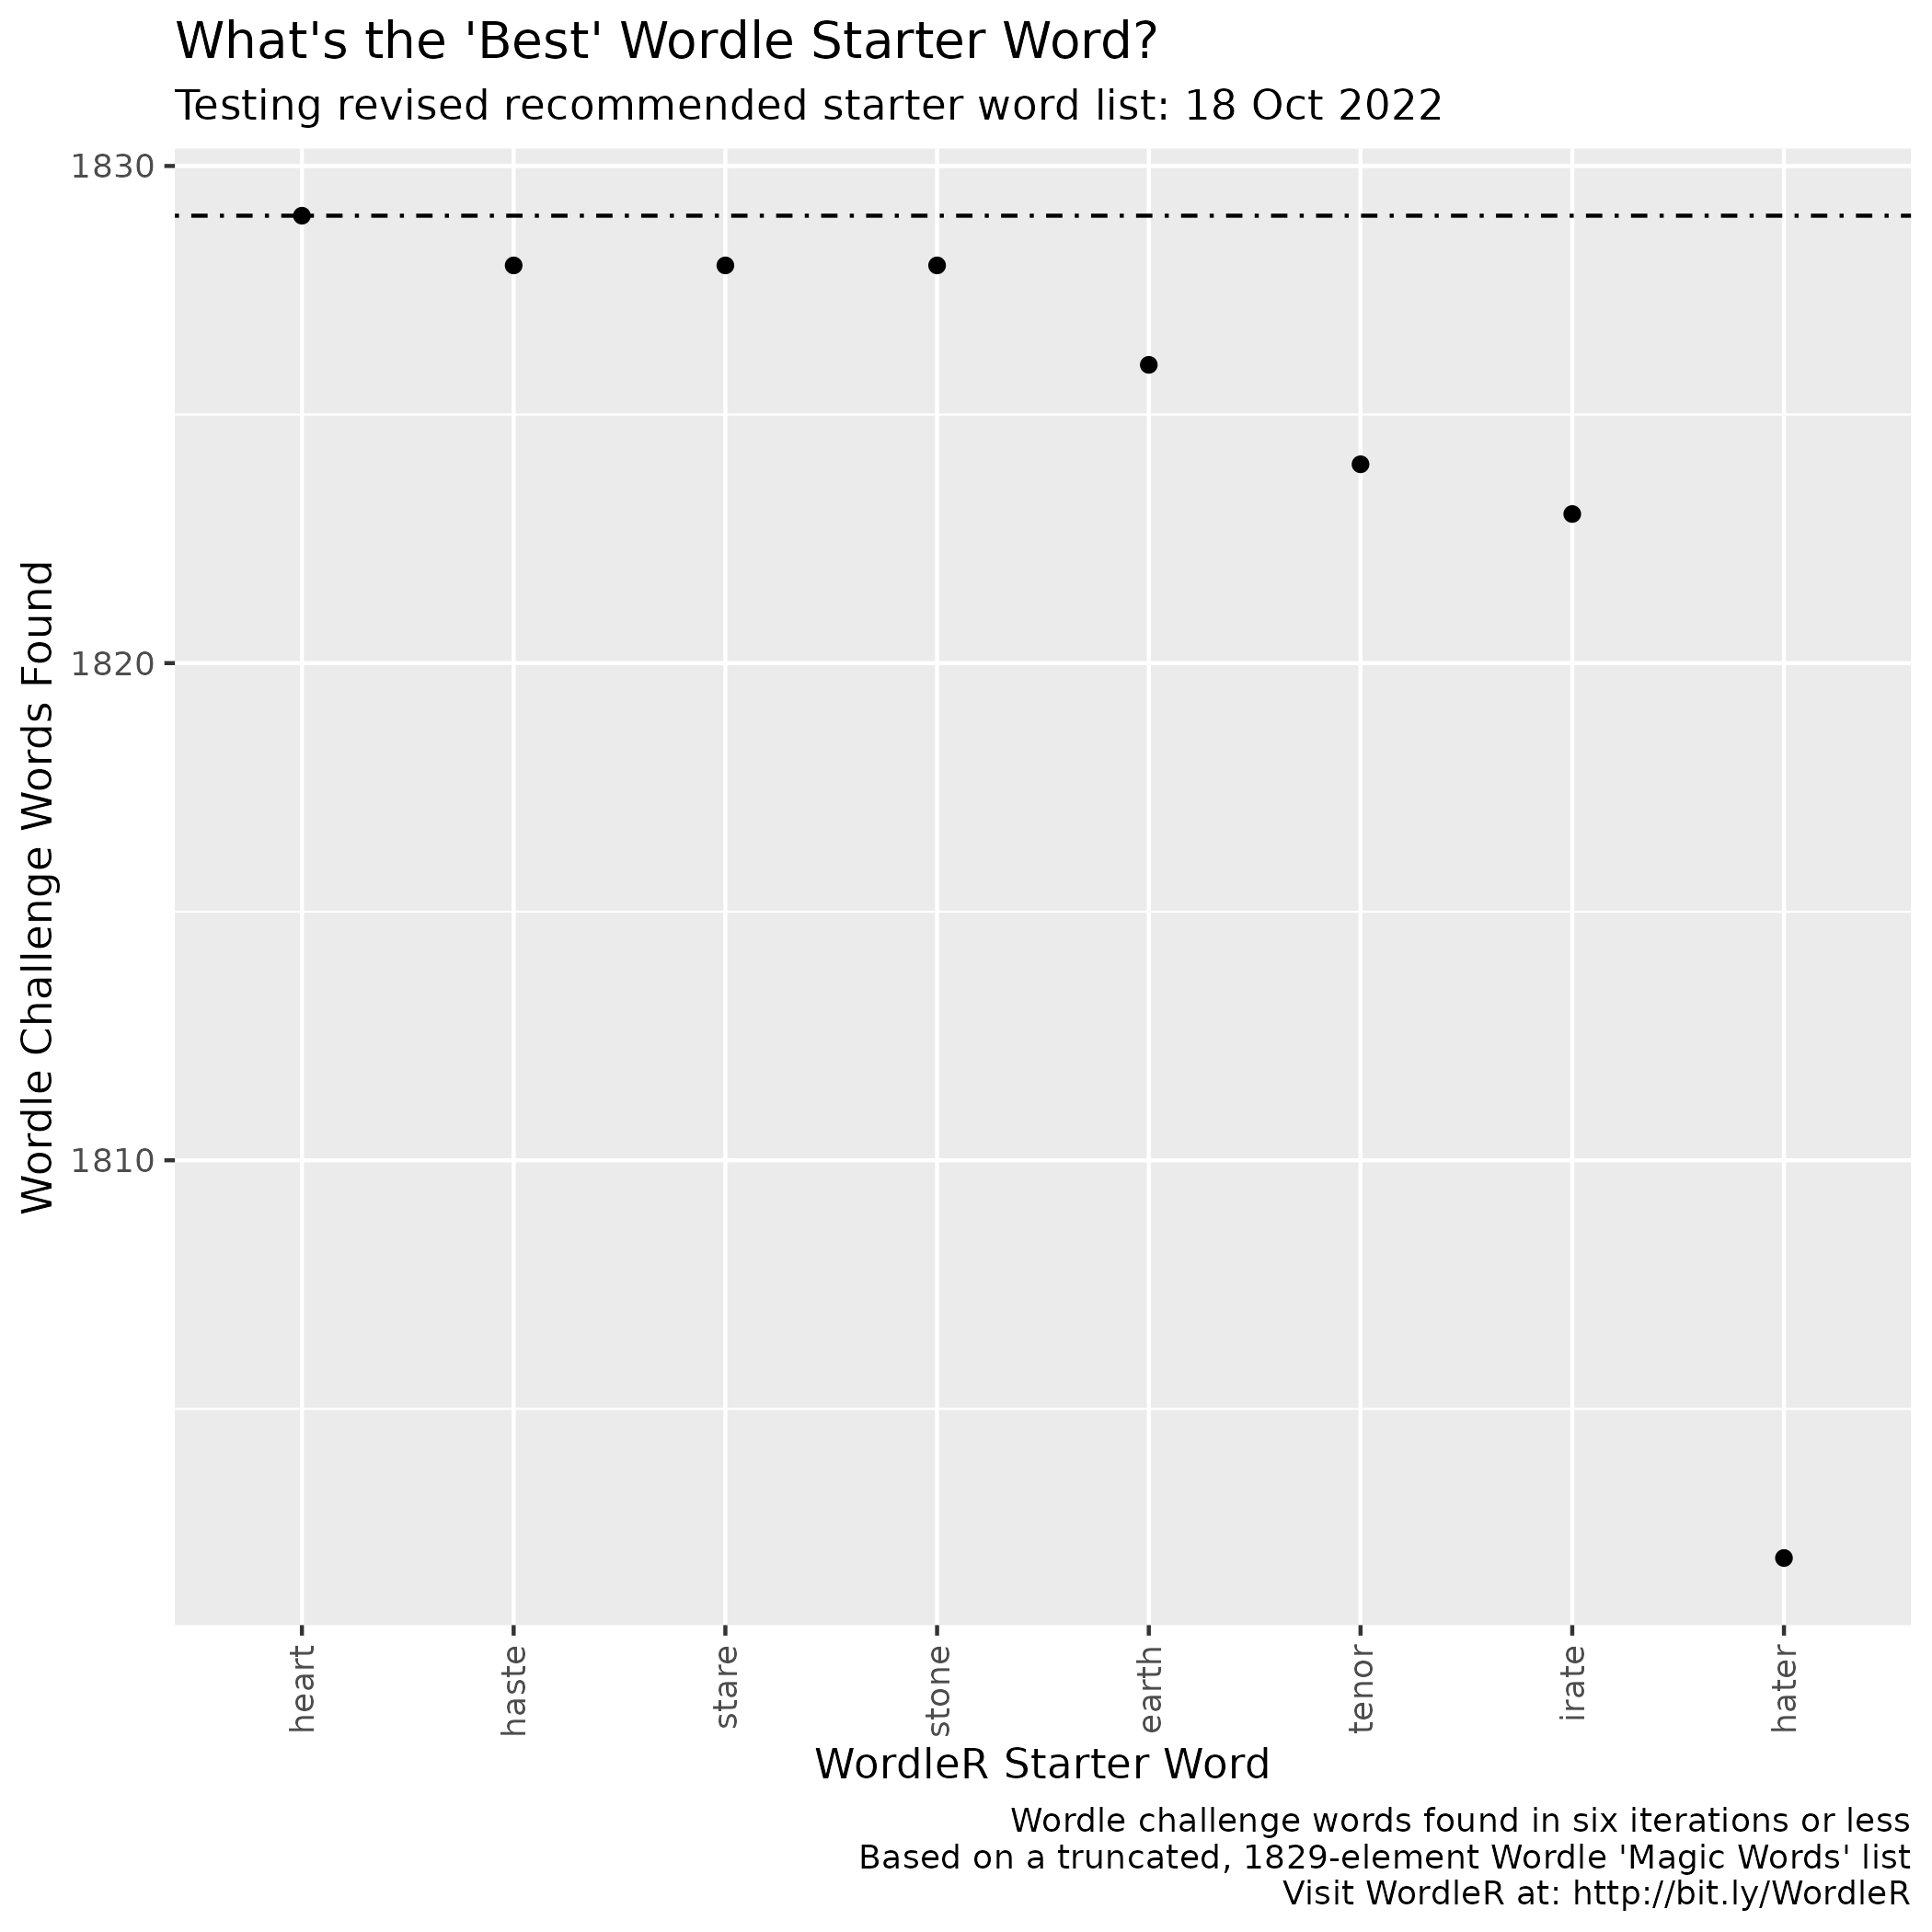 What's the 'Best' Wordle Starter Word?
Testing revised recommended starter word list: 18 Oct 2022
1830
1820
1810
Wordle Challenge Words Found
heart
haste
stare
stone
earth
tenor
irate
hater
WordleR Starter Word
Wordle challenge words found in six iterations or less
Based on a truncated, 1829-element Wordle 'Magic Words' list
Visit WordleR at: http://bit.ly/WordleR